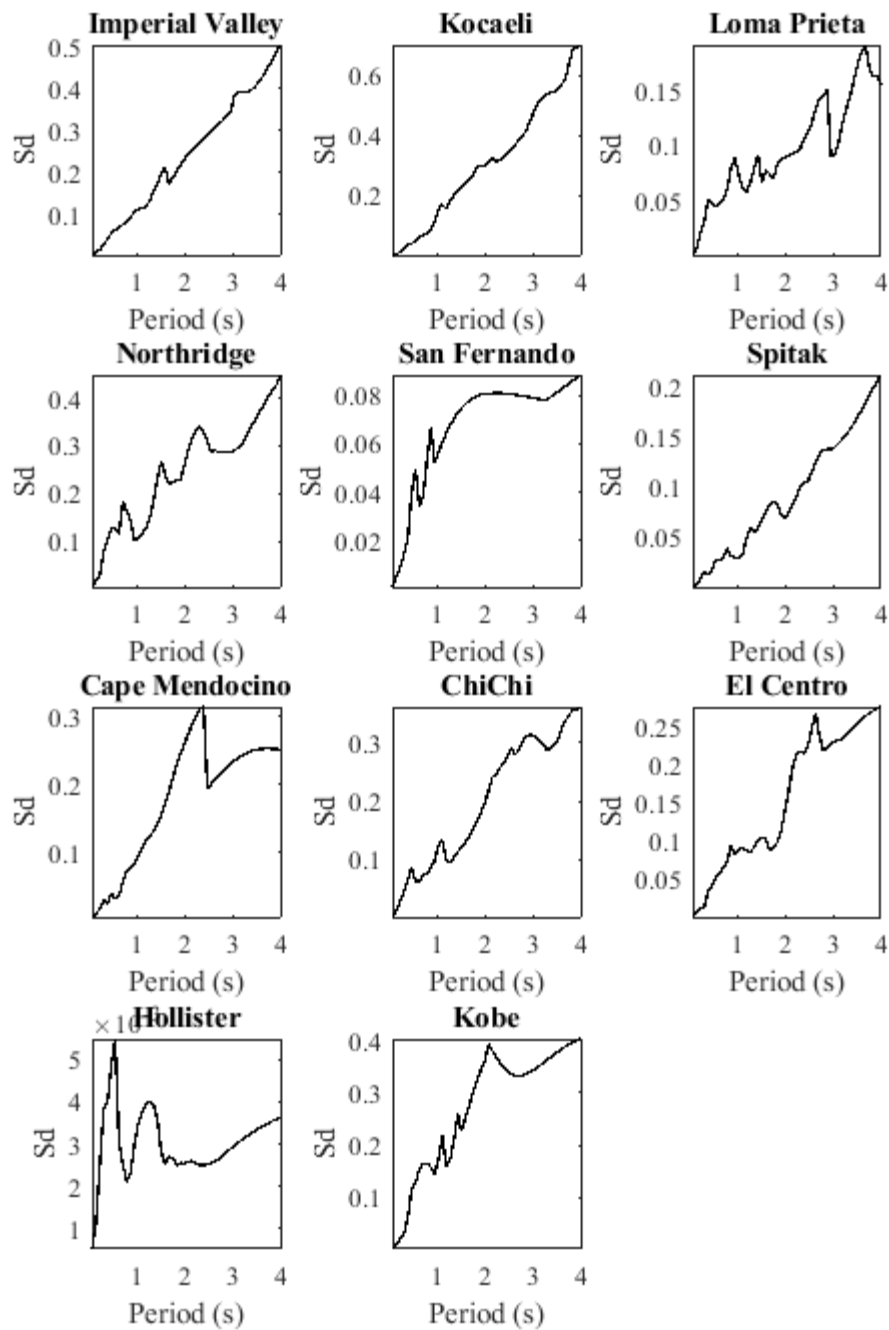 Imperial Valley Kocaeli Loma Prieta
0.5
0.4
0.3
0.2
0.1
Sd
1 2 3 4
Period (s)
0.6
0.4
0.2
Sd
1 2 3 4
Period (s)
0.15
0.1
0.05
Sd
1 2 3 4
Period (s)
Northridge San Fernando Spitak
0.4
0.3
0.2
0.1
Sd
1 2 3 4
Period (s)
0.08
0.06
0.04
0.02
Sd
1 2 3 4
Period (s)
0.2
0.15
0.1
0.05
Sd
1 2 3 4
Period (s)
Cape Mendocino ChiChi El Centro
0.3
0.2
0.1
Sd
1 2 3 4
Period (s)
0.3
0.2
0.1
Sd
1 2 3 4
Period (s)
0.25
0.2
0.15
0.1
0.05
Sd
1 2 3 4
Period (s)
Hollister Kobe
×10
5
4
3
2
1
Sd
1 2 3 4
Period (s)
0.4
0.3
0.2
0.1
Sd
1 2 3 4
Period (s)